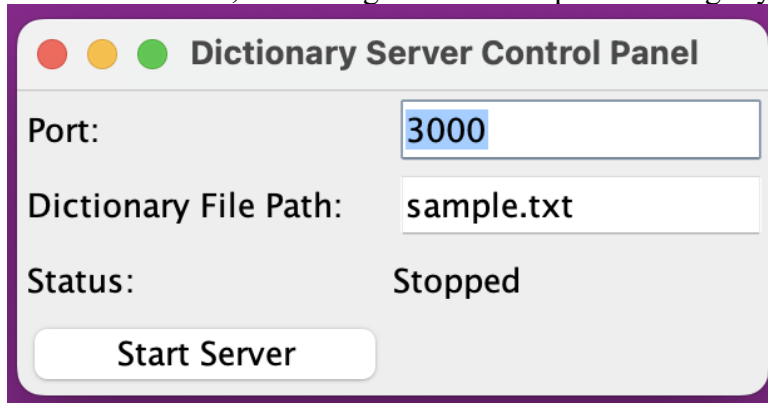 Dictionary Server Control Panel
Port: 3000
Dictionary File Path: sample.txt
Status: Stopped
Start Server